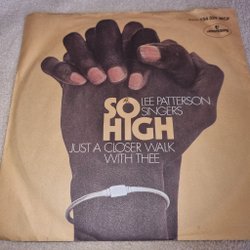 SO
HIGH
LEE PATTERSON
SINGERS
JUST A CLOSER WALK
WITH THEE